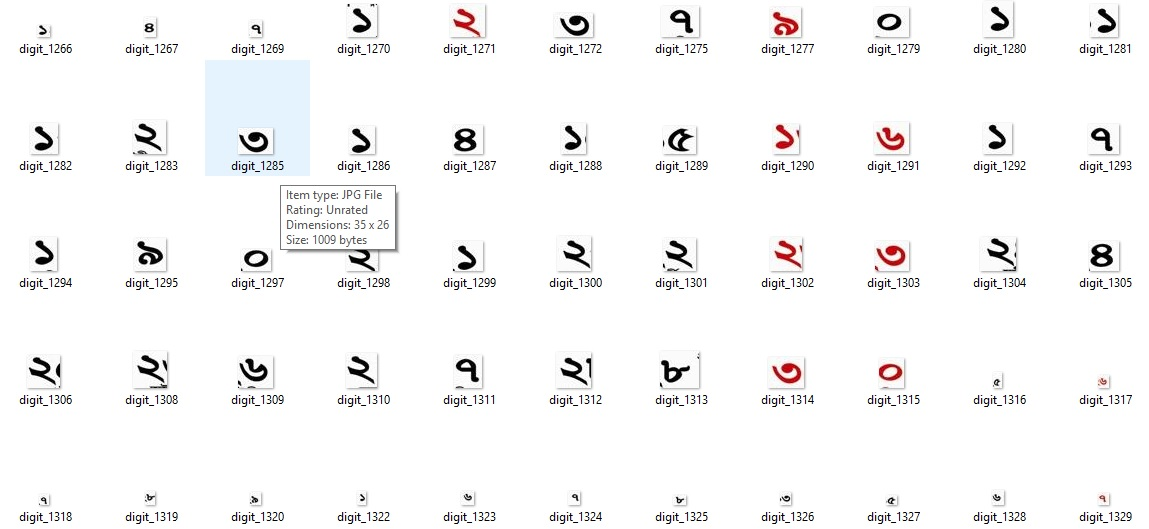 ১ ৪ ৭ ১ ২ ৩ ৭ ৯ ০ ১ ১
digit_1266 digit_1267 digit_1269 digit_1270 digit_1271 digit_1272 digit_1275 digit_1277 digit_1279 digit_1280 digit_1281
১ ২ ৩ ১ ৪ ১ ৫ ১ ৬ ১ ৭
digit_1282 digit_1283 digit_1285 digit_1286 digit_1287 digit_1288 digit_1289 digit_1290 digit_1291 digit_1292 digit_1293
Item type: JPG File
Rating: Unrated
Dimensions: 35 x 26
Size: 1009 bytes
১ ৯ ০ ২ ১ ২ ২ ২ ৩ ২ ৪
digit_1294 digit_1295 digit_1297 digit_1298 digit_1299 digit_1300 digit_1301 digit_1302 digit_1303 digit_1304 digit_1305
২ ২ ৬ ২ ৭ ২ ৮ ৩ ০ ৫ ৬
digit_1306 digit_1308 digit_1309 digit_1310 digit_1311 digit_1312 digit_1313 digit_1314 digit_1315 digit_1316 digit_1317
৭ ৮ ৯ ১ ৬ ৭ ৮ ৩ ৫ ৬ ৭
digit_1318 digit_1319 digit_1320 digit_1322 digit_1323 digit_1324 digit_1325 digit_1326 digit_1327 digit_1328 digit_1329